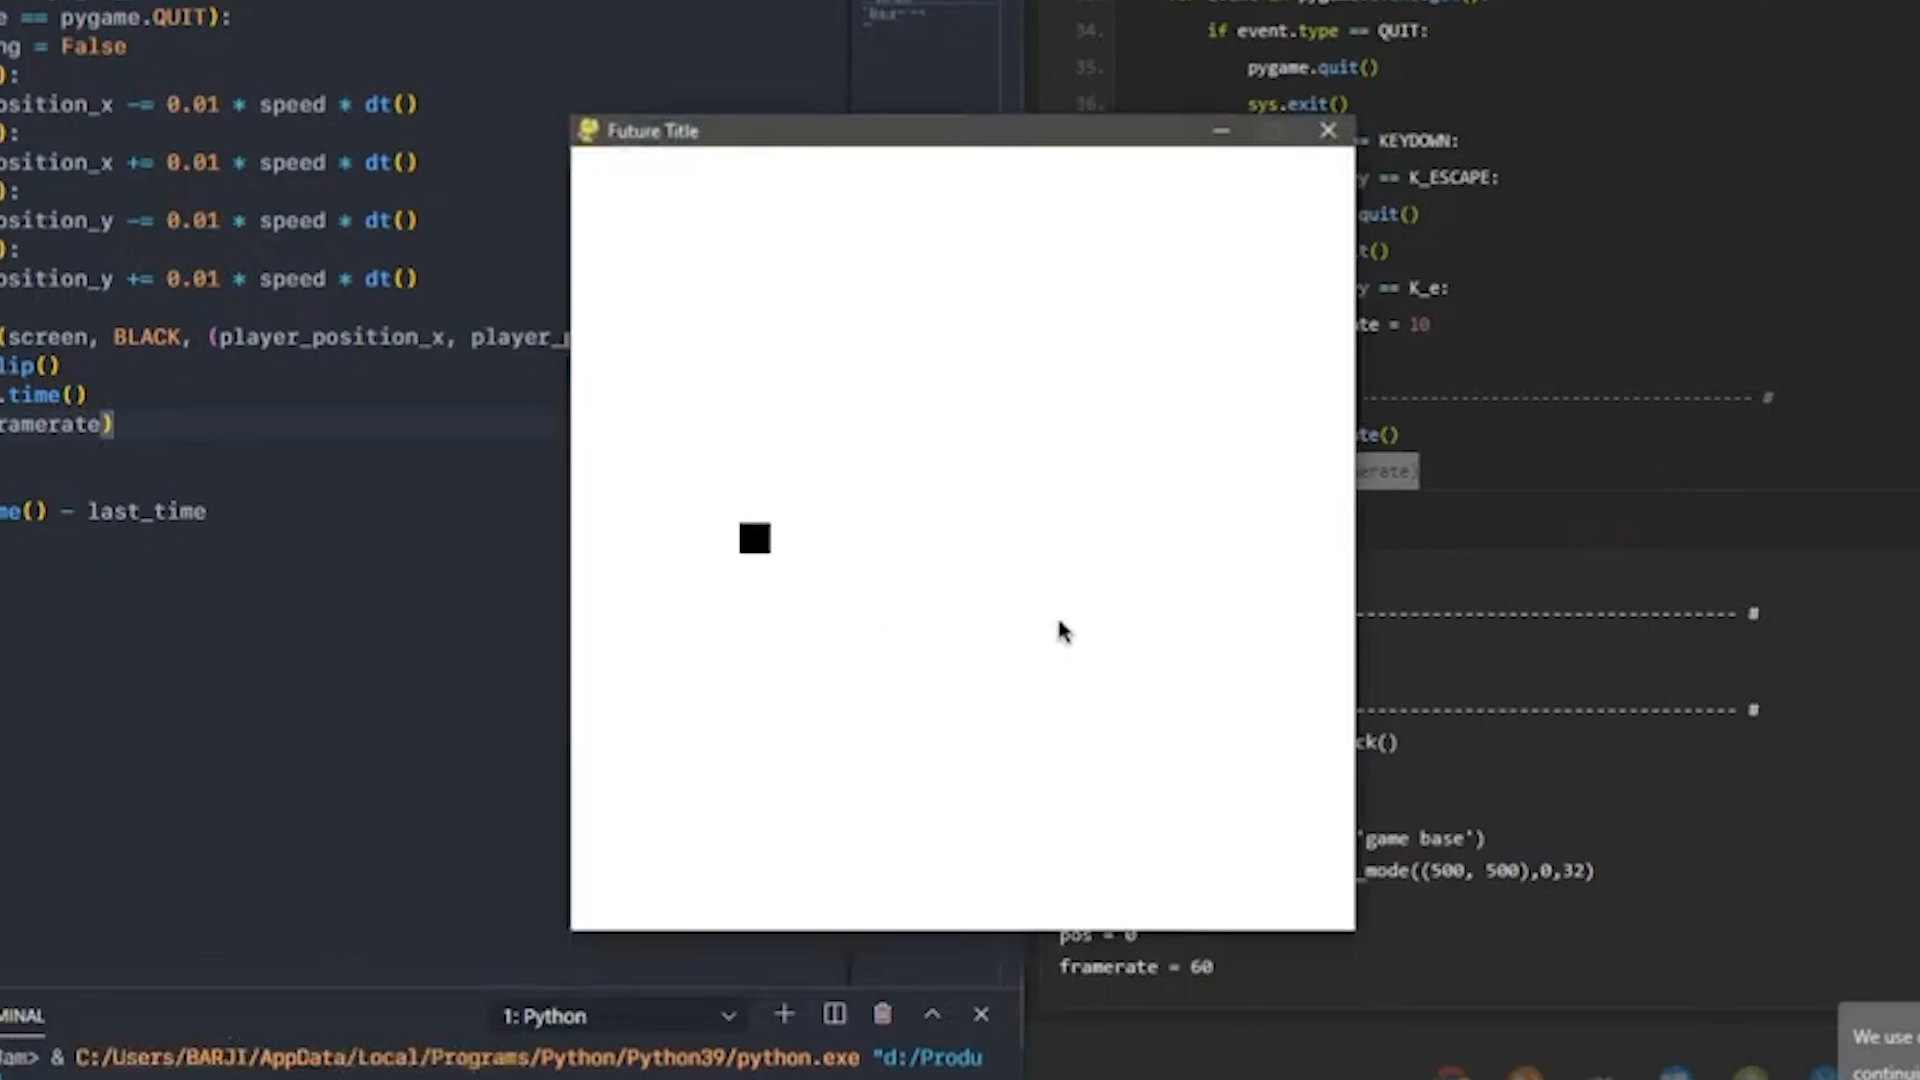 e == pygame.QUIT):
ng = False
):
osition_x -= 0.01 * speed * dt()
):
osition_x += 0.01 * speed * dt()
):
osition_y -= 0.01 * speed * dt()
):
osition_y += 0.01 * speed * dt()
(screen, BLACK, (player_position_x, player_
lip()
.time()
ramerate)
me() - last_time
Future Title
34.
if event.type == QUIT:
35.
pygame.quit()
36.
sys.exit()
== KEYDOWN:
y == K_ESCAPE:
quit()
t()
y == K_e:
te = 10
------------------------------------ #
te()
erate)
----------------------------------- #
----------------------------------- #
ck()
'game base')
_mode((500, 500),0,32)
pos = 0
framerate = 60
MINAL
1: Python
Jam> & C:/Users/BARJI/AppData/Local/Programs/Python/Python39/python.exe "d:/Produ
We use
continui